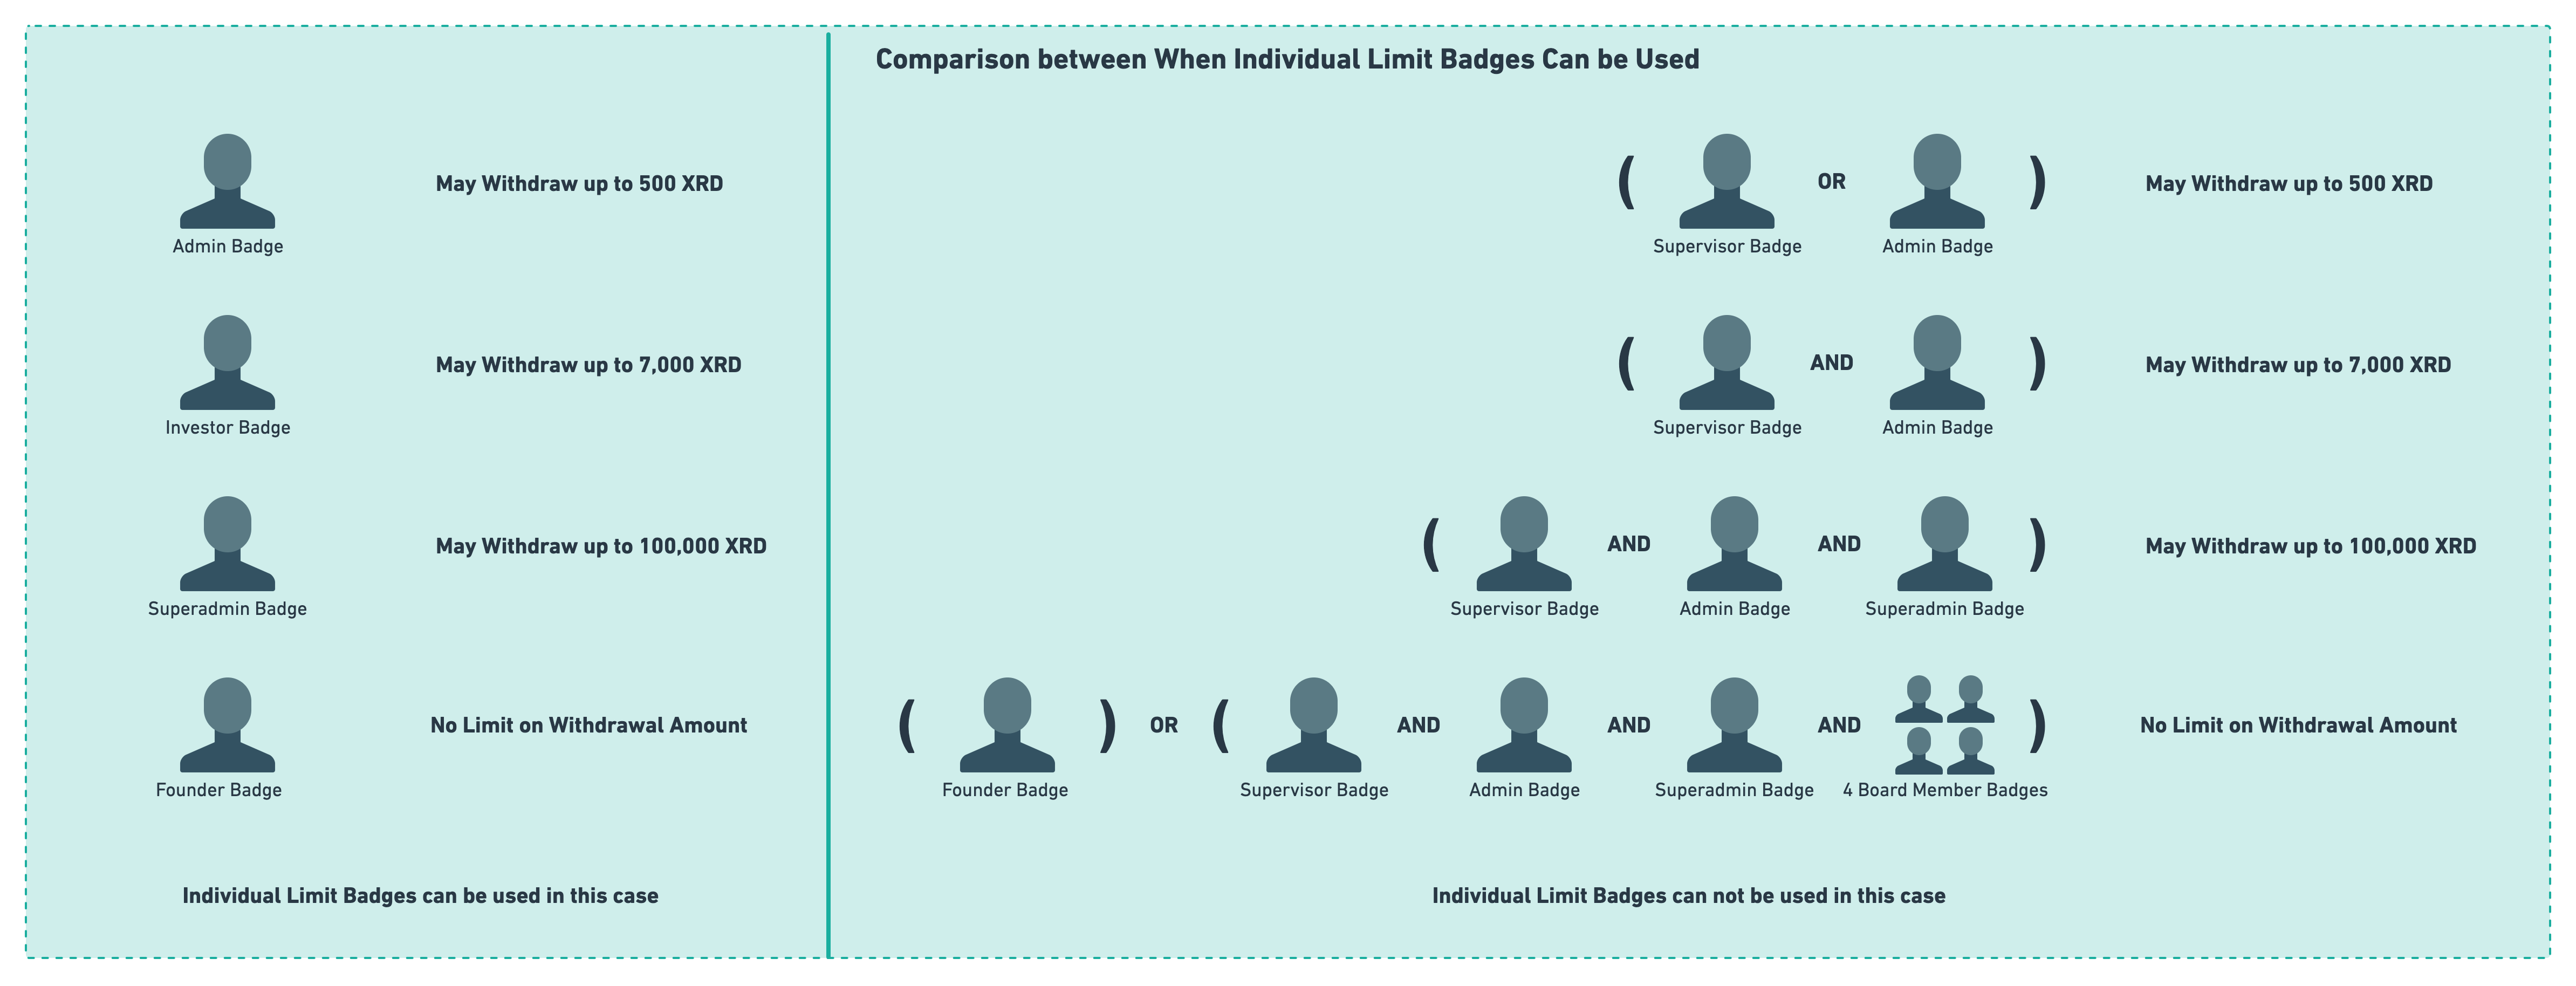 Comparison between When Individual Limit Badges Can be Used
May Withdraw up to 500 XRD
Admin Badge
May Withdraw up to 7,000 XRD
Investor Badge
May Withdraw up to 100,000 XRD
Superadmin Badge
No Limit on Withdrawal Amount
Founder Badge
Individual Limit Badges can be used in this case
( OR ) May Withdraw up to 500 XRD
Supervisor Badge Admin Badge
( AND ) May Withdraw up to 7,000 XRD
Supervisor Badge Admin Badge
( AND AND ) May Withdraw up to 100,000 XRD
Supervisor Badge Admin Badge Superadmin Badge
( ) OR ( AND AND AND ) No Limit on Withdrawal Amount
Founder Badge Supervisor Badge Admin Badge Superadmin Badge 4 Board Member Badges
Individual Limit Badges can not be used in this case